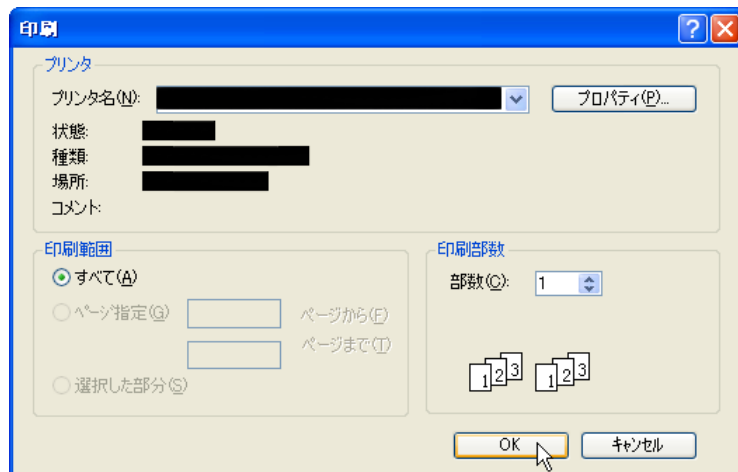 印刷
プリンタ
プリンタ名(N):
プロパティ(P)...
状態:
種類:
場所:
コメント:
印刷範囲
すべて(A)
ページ指定(G)
ページから(F)
ページまで(T)
選択した部分(S)
印刷部数
部数(C): 1
1 2 3 1 2 3
OK キャンセル